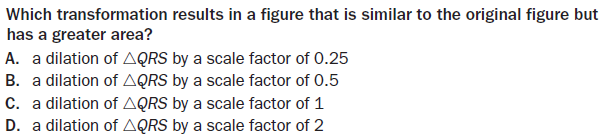 Which transformation results in a figure that is similar to the original figure but
has a greater area?
A. a dilation of △QRS by a scale factor of 0.25
B. a dilation of △QRS by a scale factor of 0.5
C. a dilation of △QRS by a scale factor of 1
D. a dilation of △QRS by a scale factor of 2